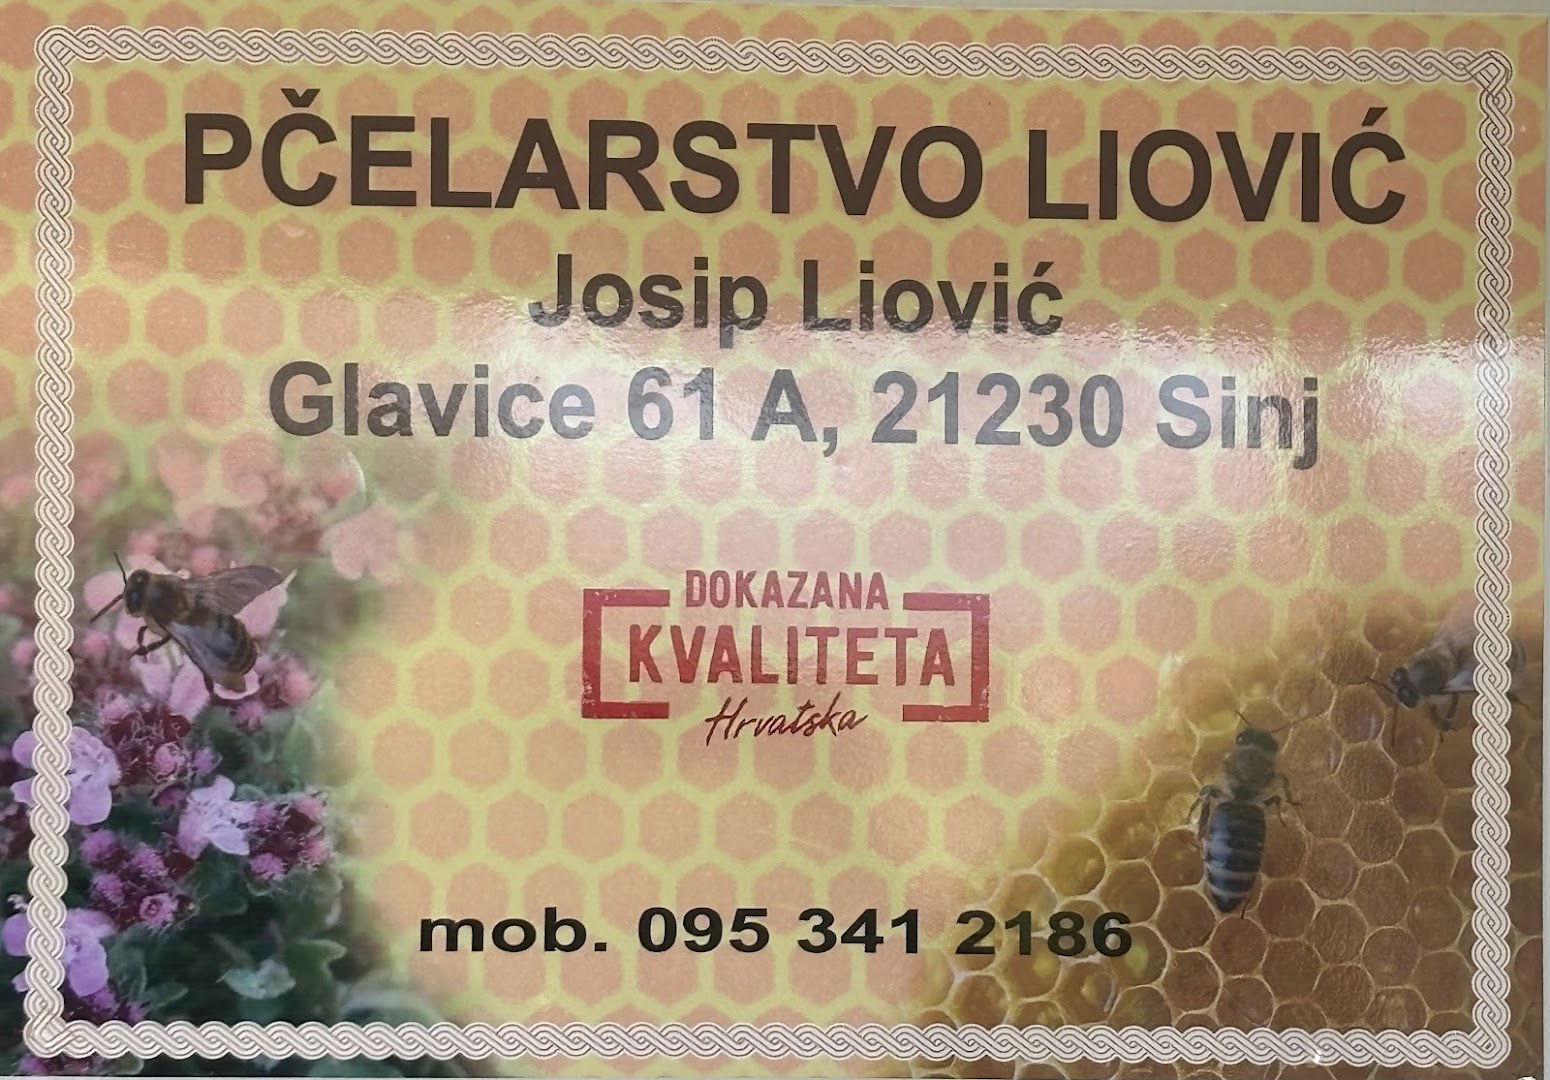 PČELARSTVO LIOVIĆ
Josip Liović
Glavice 61 A, 21230 Sinj
DOKAZANA
KVALITETA
Hrvatska
mob. 095 341 2186